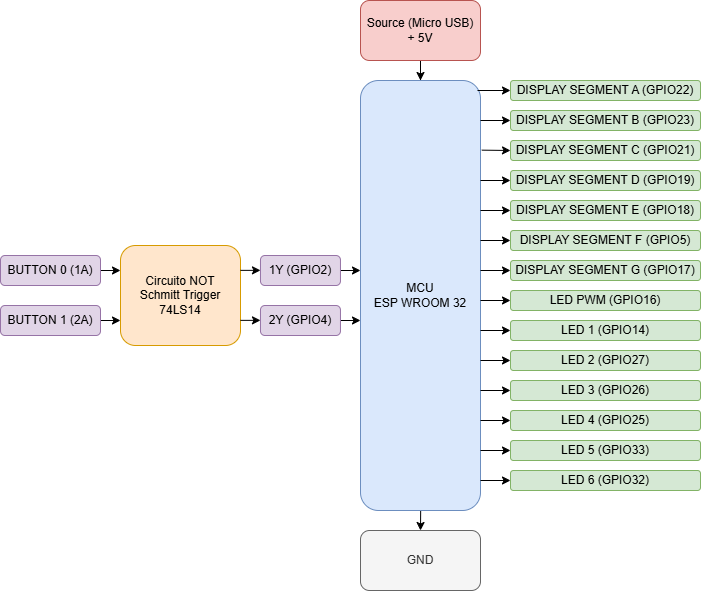 Source (Micro USB)
+ 5V
DISPLAY SEGMENT A (GPIO22)
DISPLAY SEGMENT B (GPIO23)
DISPLAY SEGMENT C (GPIO21)
DISPLAY SEGMENT D (GPIO19)
DISPLAY SEGMENT E (GPIO18)
DISPLAY SEGMENT F (GPIO5)
DISPLAY SEGMENT G (GPIO17)
LED PWM (GPIO16)
LED 1 (GPIO14)
LED 2 (GPIO27)
LED 3 (GPIO26)
LED 4 (GPIO25)
LED 5 (GPIO33)
LED 6 (GPIO32)
BUTTON 0 (1A)
BUTTON 1 (2A)
Circuito NOT
Schmitt Trigger
74LS14
1Y (GPIO2)
2Y (GPIO4)
MCU
ESP WROOM 32
GND